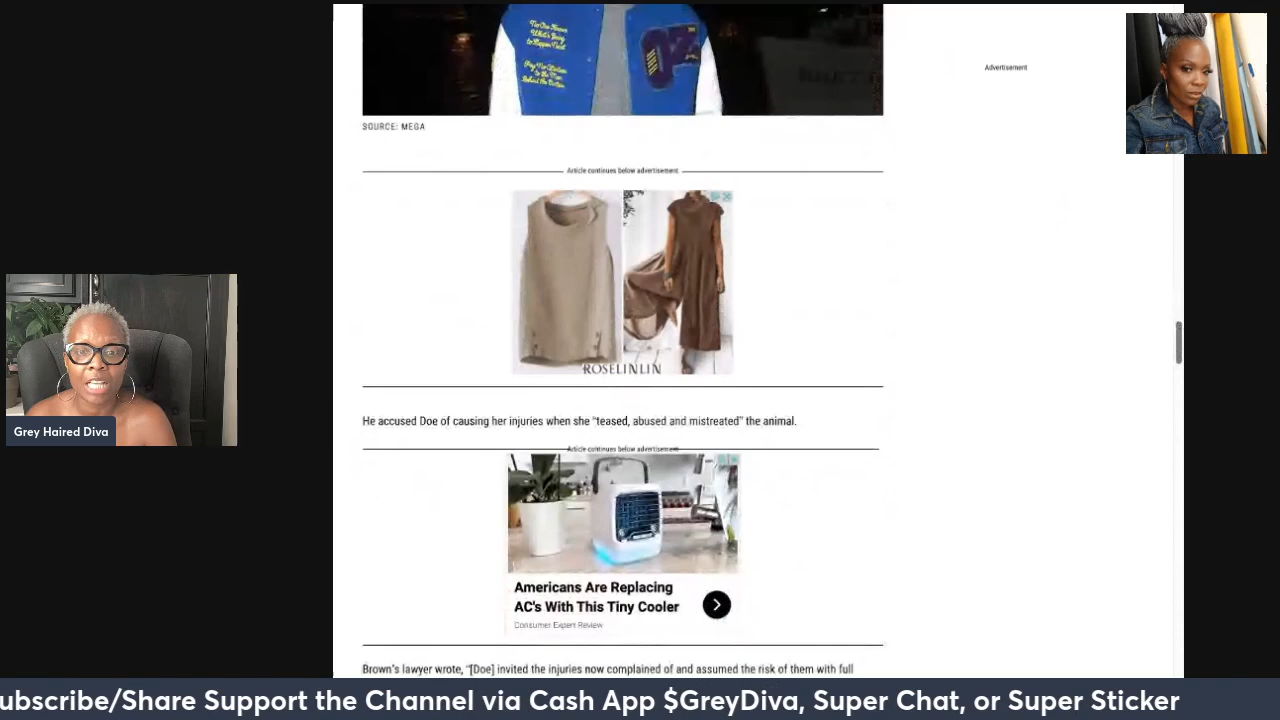 SOURCE: MEGA
Advertisement
Article continues below advertisement
ROSELINLIN
He accused Doe of causing her injuries when she “teased, abused and mistreated” the animal.
Article continues below advertisement
Americans Are Replacing
AC's With This Tiny Cooler
Consumer Expert Review
Brown’s lawyer wrote, “[Doe] invited the injuries now complained of and assumed the risk of them with full
Grey Haired Diva
ubscribe/Share Support the Channel via Cash App $GreyDiva, Super Chat, or Super Sticker